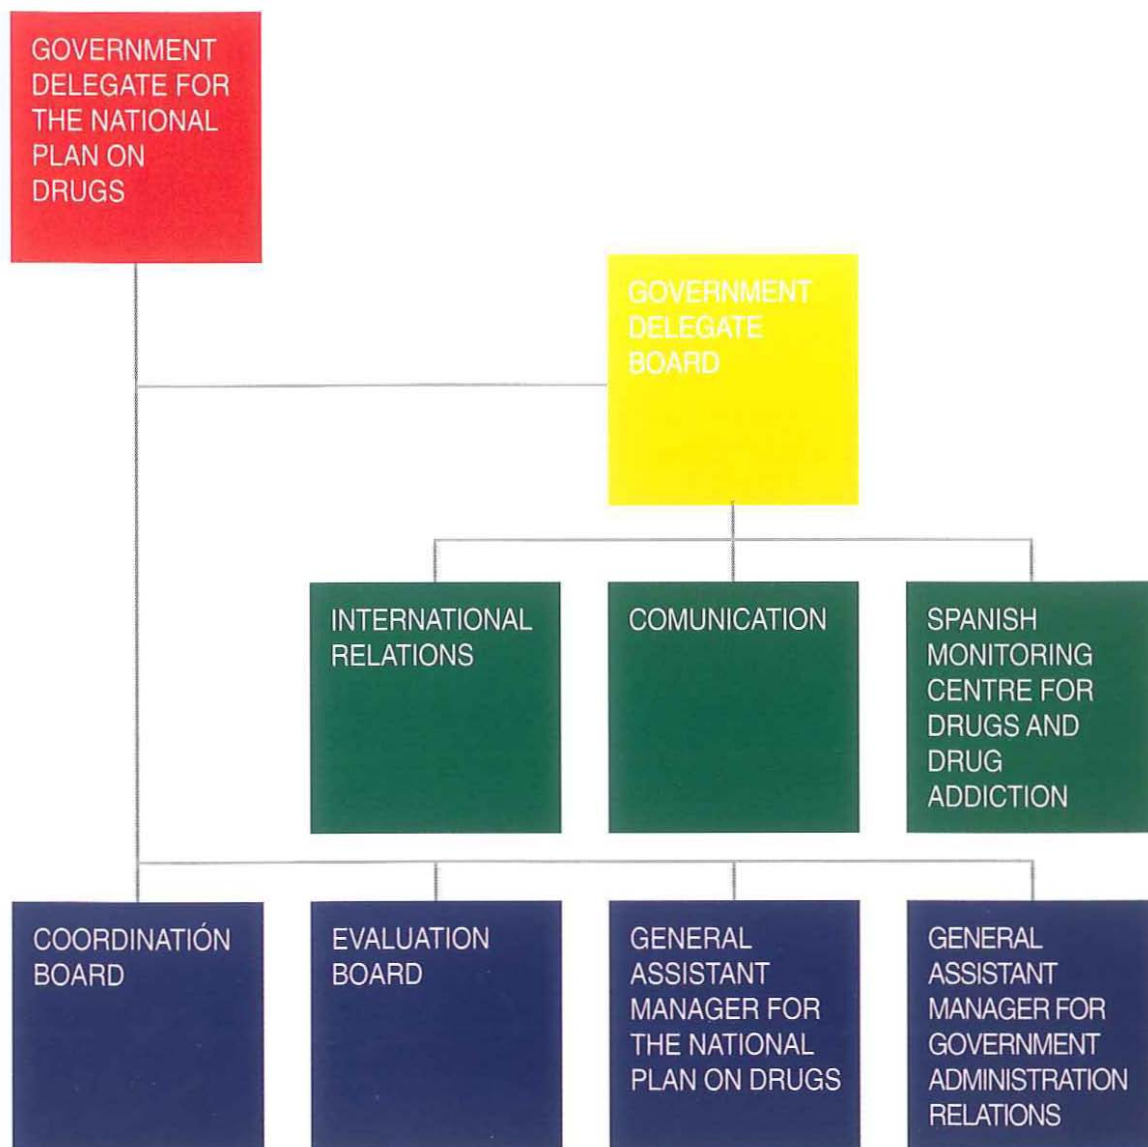 GOVERNMENT
DELEGATE FOR
THE NATIONAL
PLAN ON
DRUGS
GOVERNMENT
DELEGATE
BOARD
INTERNATIONAL
RELATIONS
COMUNICATION
SPANISH
MONITORING
CENTRE FOR
DRUGS AND
DRUG
ADDICTION
COORDINATIÓN
BOARD
EVALUATION
BOARD
GENERAL
ASSISTANT
MANAGER FOR
THE NATIONAL
PLAN ON DRUGS
GENERAL
ASSISTANT
MANAGER FOR
GOVERNMENT
ADMINISTRATION
RELATIONS